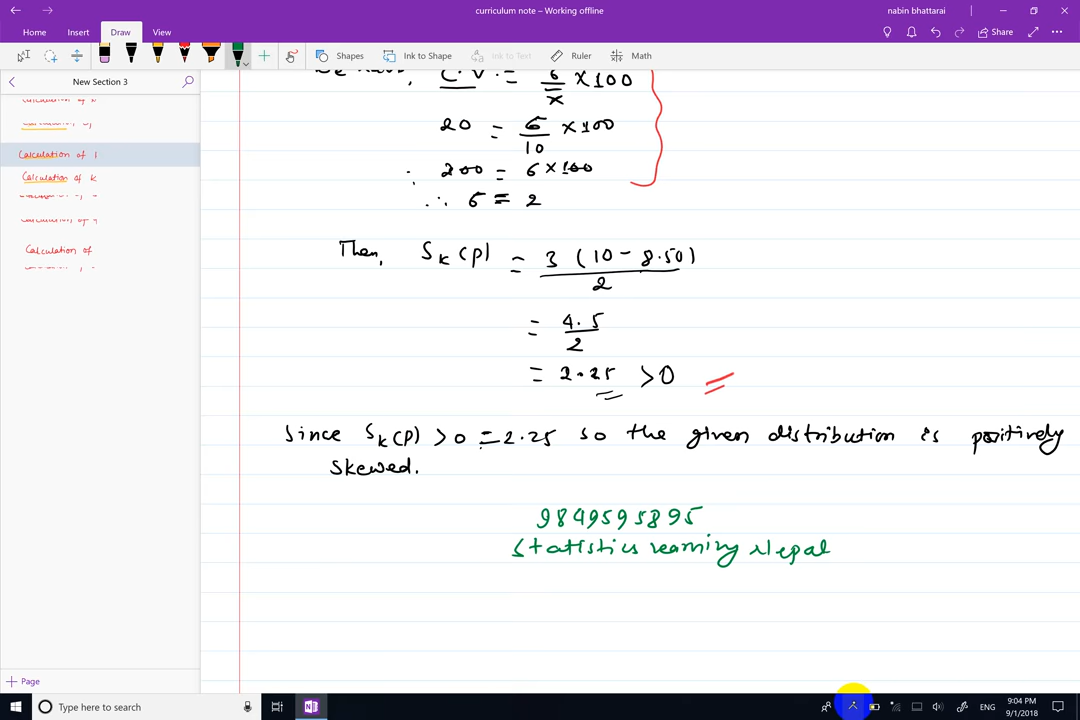 curriculum note – Working offline
nabin bhattarai
Home Insert Draw View
Share
Shapes Ink to Shape Ink to Text Ruler Math
New Section 3
Calculation of
Calculation of
Calculation of k
Calculation of
C.V. = σ/x̄ × 100
20 = σ/10 × 100
∴ 200 = σ × 100
∴ σ = 2
Then, Sk(p) = 3(10 - 8.50)/2
= 4.5/2
= 2.25 > 0
Since Sk(p) > 0 = 2.25 so the given distribution is positively
skewed.
9849595895
Statistics learning Nepal
Page
Type here to search
ENG
9:04 PM
9/1/2018